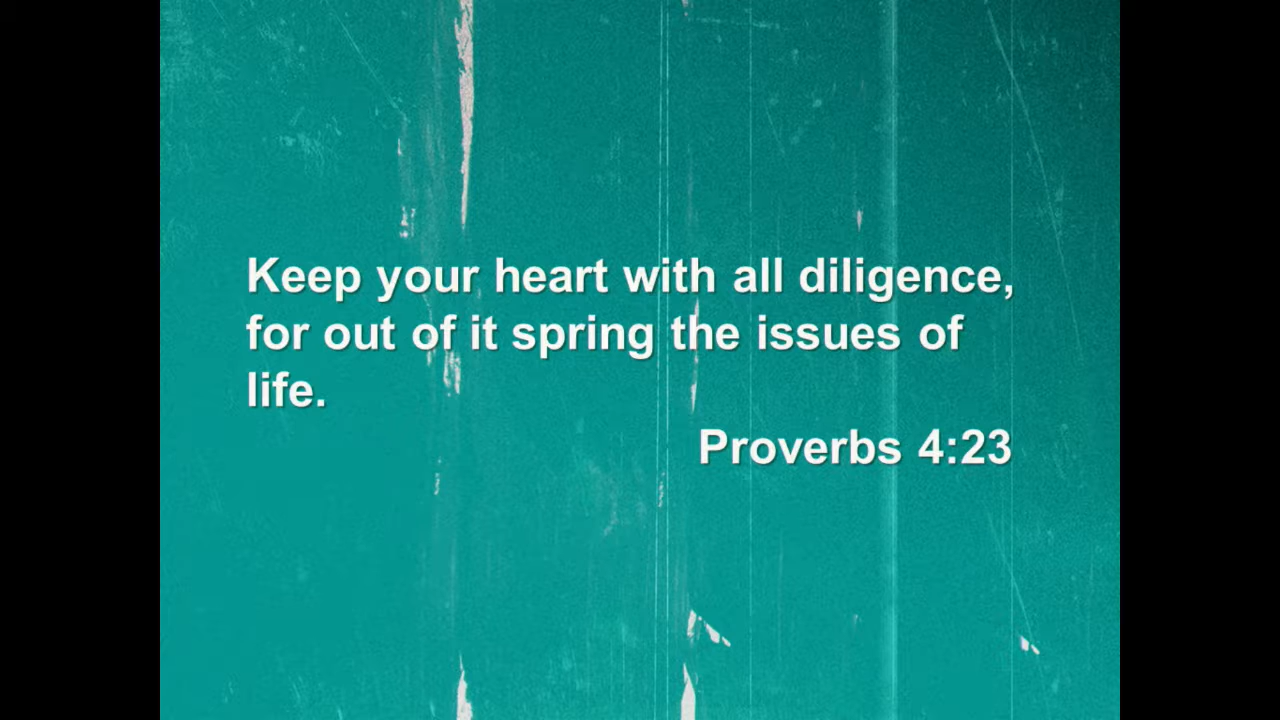 Keep your heart with all diligence,
for out of it spring the issues of
life.
Proverbs 4:23